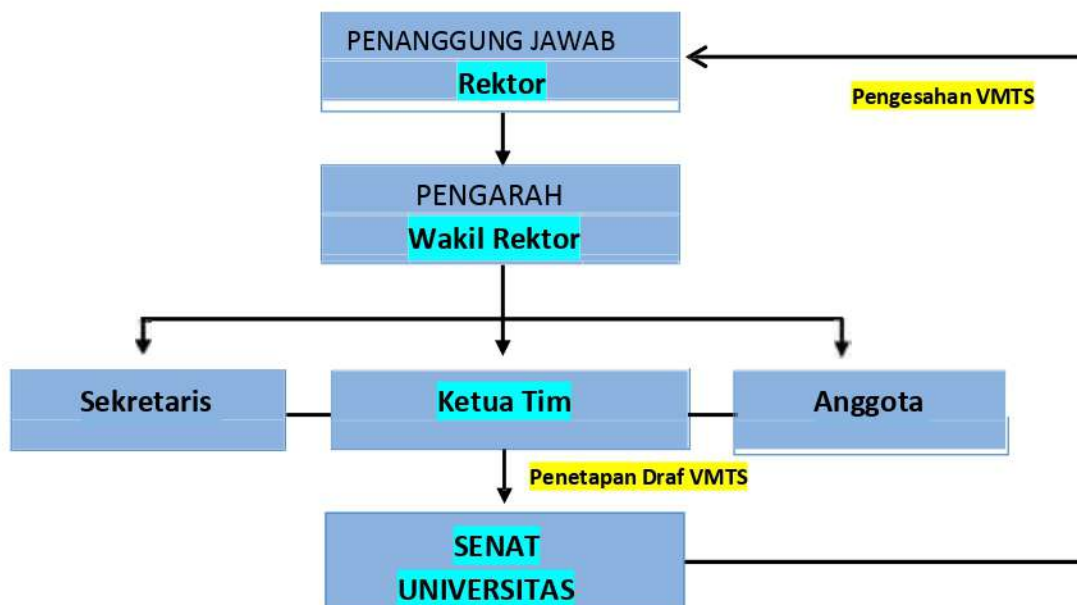 PENANGGUNG JAWAB
Rektor
Pengesahan VMTS
PENGARAH
Wakil Rektor
Sekretaris
Ketua Tim
Anggota
Penetapan Draf VMTS
SENAT
UNIVERSITAS